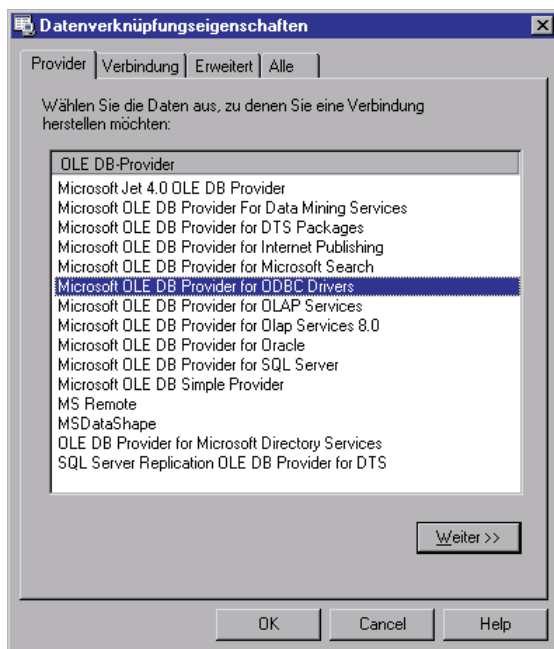 Datenverknüpfungseigenschaften
Provider Verbindung Erweitert Alle
Wählen Sie die Daten aus, zu denen Sie eine Verbindung
herstellen möchten:
OLE DB-Provider
Microsoft Jet 4.0 OLE DB Provider
Microsoft OLE DB Provider For Data Mining Services
Microsoft OLE DB Provider for DTS Packages
Microsoft OLE DB Provider for Internet Publishing
Microsoft OLE DB Provider for Microsoft Search
Microsoft OLE DB Provider for ODBC Drivers
Microsoft OLE DB Provider for OLAP Services
Microsoft OLE DB Provider for Olap Services 8.0
Microsoft OLE DB Provider for Oracle
Microsoft OLE DB Provider for SQL Server
Microsoft OLE DB Simple Provider
MS Remote
MSDataShape
OLE DB Provider for Microsoft Directory Services
SQL Server Replication OLE DB Provider for DTS
Weiter >>
OK Cancel Help